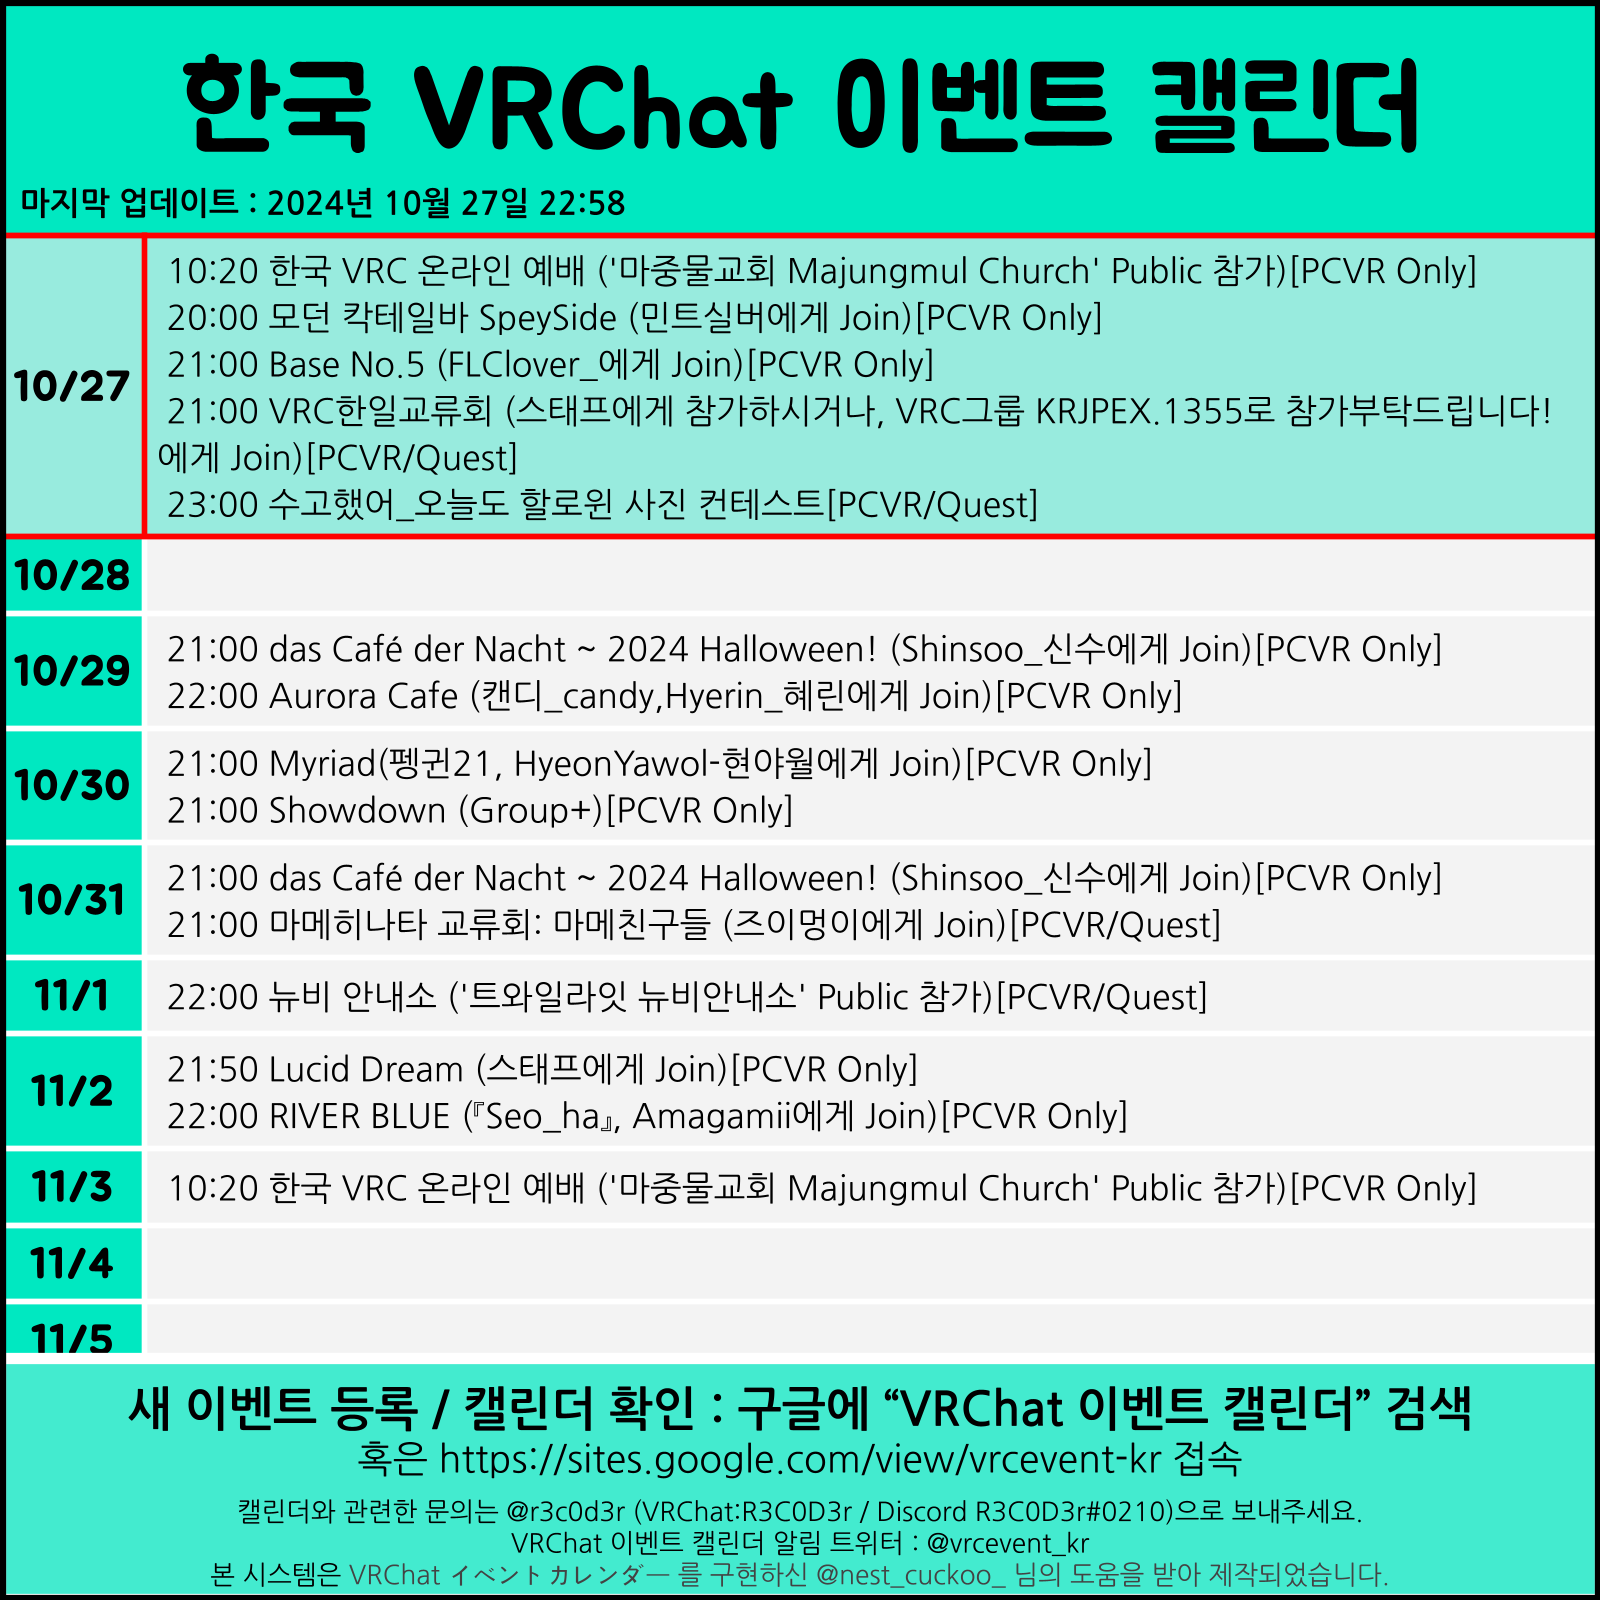 한국 VRChat 이벤트 캘린더
마지막 업데이트 : 2024년 10월 27일 22:58
10/27
10:20 한국 VRC 온라인 예배 ('마중물교회 Majungmul Church' Public 참가)[PCVR Only]
20:00 모던 칵테일바 SpeySide (민트실버에게 Join)[PCVR Only]
21:00 Base No.5 (FLClover_에게 Join)[PCVR Only]
21:00 VRC한일교류회 (스태프에게 참가하시거나, VRC그룹 KRJPEX.1355로 참가부탁드립니다!
에게 Join)[PCVR/Quest]
23:00 수고했어_오늘도 할로윈 사진 컨테스트[PCVR/Quest]
10/28
10/29
21:00 das Café der Nacht ~ 2024 Halloween! (Shinsoo_신수에게 Join)[PCVR Only]
22:00 Aurora Cafe (캔디_candy,Hyerin_혜린에게 Join)[PCVR Only]
10/30
21:00 Myriad(펭귄21, HyeonYawol-현야월에게 Join)[PCVR Only]
21:00 Showdown (Group+)[PCVR Only]
10/31
21:00 das Café der Nacht ~ 2024 Halloween! (Shinsoo_신수에게 Join)[PCVR Only]
21:00 마메히나타 교류회: 마메친구들 (즈이멍이에게 Join)[PCVR/Quest]
11/1
22:00 뉴비 안내소 ('트와일라잇 뉴비안내소' Public 참가)[PCVR/Quest]
11/2
21:50 Lucid Dream (스태프에게 Join)[PCVR Only]
22:00 RIVER BLUE (『Seo_ha』, Amagamii에게 Join)[PCVR Only]
11/3
10:20 한국 VRC 온라인 예배 ('마중물교회 Majungmul Church' Public 참가)[PCVR Only]
11/4
11/5
새 이벤트 등록 / 캘린더 확인 : 구글에 “VRChat 이벤트 캘린더” 검색
혹은 https://sites.google.com/view/vrcevent-kr 접속
캘린더와 관련한 문의는 @r3c0d3r (VRChat:R3C0D3r / Discord R3C0D3r#0210)으로 보내주세요.
VRChat 이벤트 캘린더 알림 트위터 : @vrcevent_kr
본 시스템은 VRChat イベントカレンダー 를 구현하신 @nest_cuckoo_ 님의 도움을 받아 제작되었습니다.